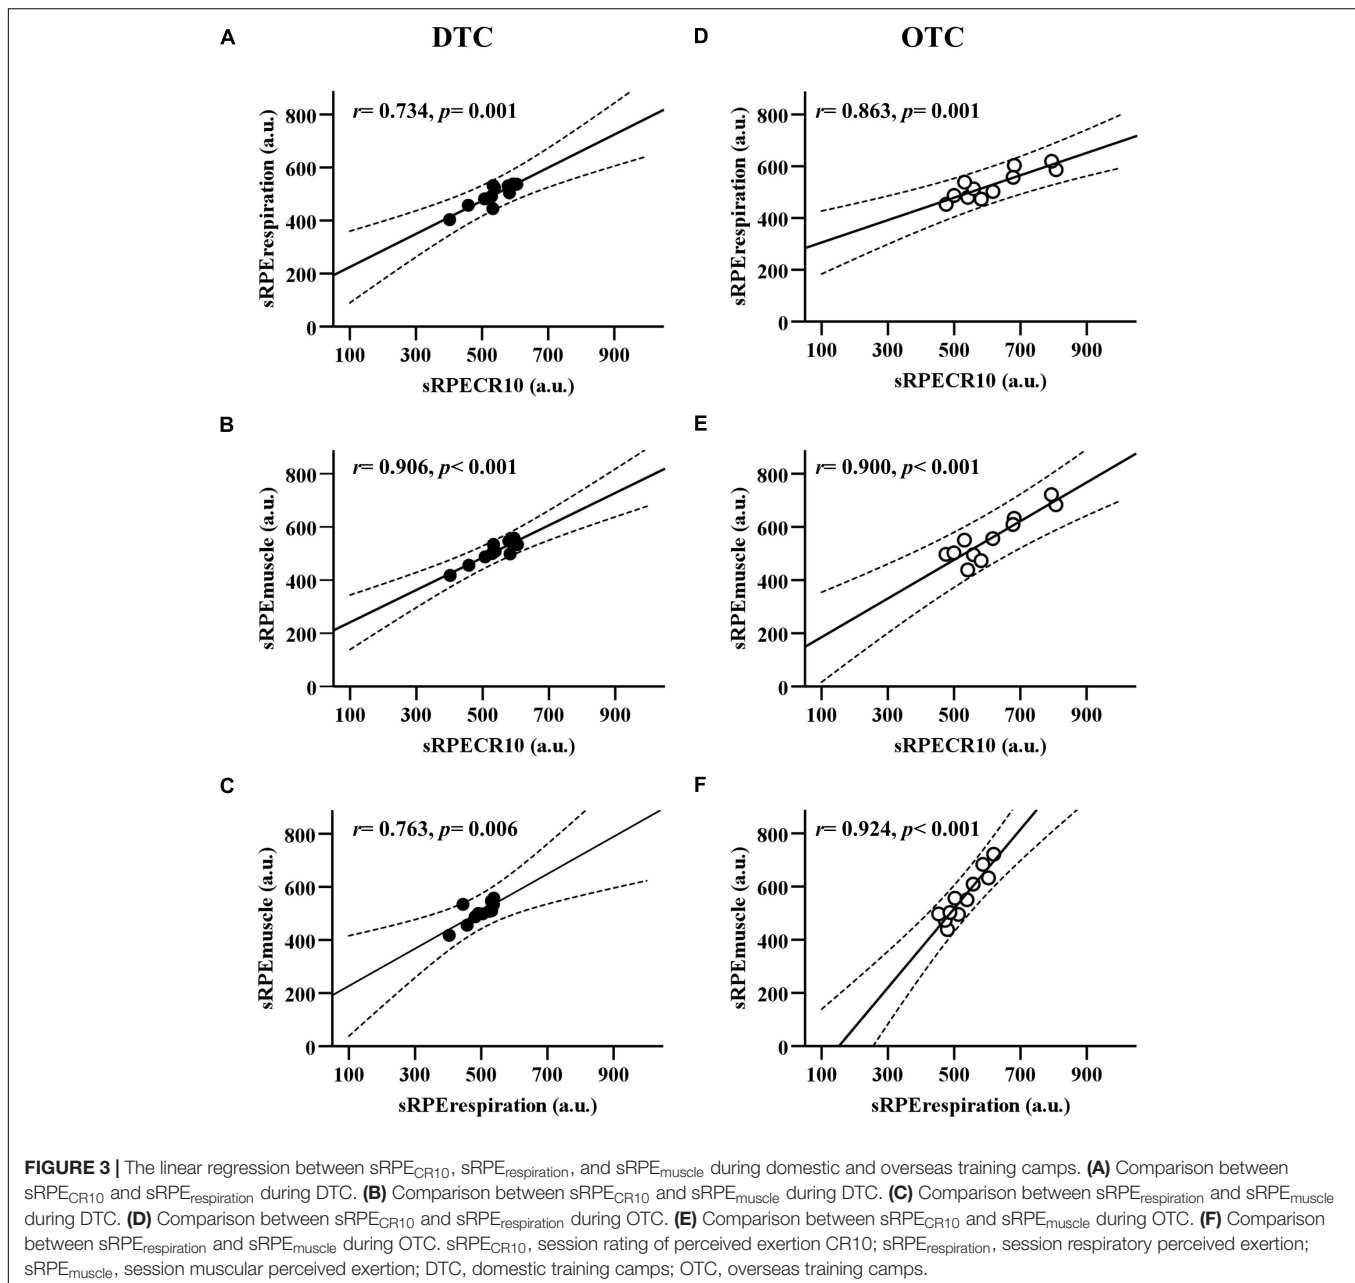 A DTC
r= 0.734, p= 0.001
sRPErespiration (a.u.)
800
600
400
200
0
100 300 500 700 900
sRPECR10 (a.u.)
D OTC
r= 0.863, p= 0.001
sRPErespiration (a.u.)
800
600
400
200
0
100 300 500 700 900
sRPECR10 (a.u.)
B
r= 0.906, p< 0.001
sRPEmuscle (a.u.)
800
600
400
200
0
100 300 500 700 900
sRPECR10 (a.u.)
E
r= 0.900, p< 0.001
sRPEmuscle (a.u.)
800
600
400
200
0
100 300 500 700 900
sRPECR10 (a.u.)
C
r= 0.763, p= 0.006
sRPEmuscle (a.u.)
800
600
400
200
0
100 300 500 700 900
sRPErespiration (a.u.)
F
r= 0.924, p< 0.001
sRPEmuscle (a.u.)
800
600
400
200
0
100 300 500 700 900
sRPErespiration (a.u.)
FIGURE 3 | The linear regression between sRPECR10, sRPErespiration, and sRPEmuscle during domestic and overseas training camps. (A) Comparison between
sRPECR10 and sRPErespiration during DTC. (B) Comparison between sRPECR10 and sRPEmuscle during DTC. (C) Comparison between sRPErespiration and sRPEmuscle
during DTC. (D) Comparison between sRPECR10 and sRPErespiration during OTC. (E) Comparison between sRPECR10 and sRPEmuscle during OTC. (F) Comparison
between sRPErespiration and sRPEmuscle during OTC. sRPECR10, session rating of perceived exertion CR10; sRPErespiration, session respiratory perceived exertion;
sRPEmuscle, session muscular perceived exertion; DTC, domestic training camps; OTC, overseas training camps.